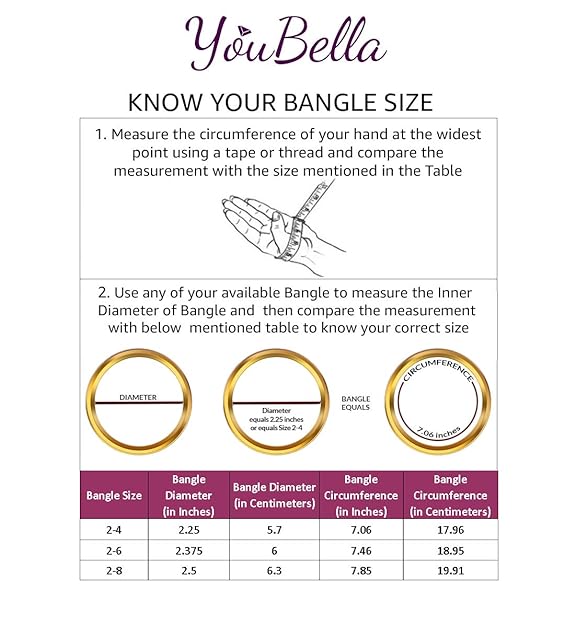 YouBella
KNOW YOUR BANGLE SIZE
1. Measure the circumference of your hand at the widest
point using a tape or thread and compare the
measurement with the size mentioned in the Table
2. Use any of your available Bangle to measure the Inner
Diameter of Bangle and then compare the measurement
with below mentioned table to know your correct size
DIAMETER
Diameter
equals 2.25 inches
or equals Size 2-4
BANGLE
EQUALS
CIRCUMFERENCE
7.06 inches
Bangle Size
Bangle
Diameter
(in Inches)
Bangle Diameter
(in Centimeters)
Bangle
Circumference
(in Inches)
Bangle
Circumference
(in Centimeters)
2-4 2.25 5.7 7.06 17.96
2-6 2.375 6 7.46 18.95
2-8 2.5 6.3 7.85 19.91